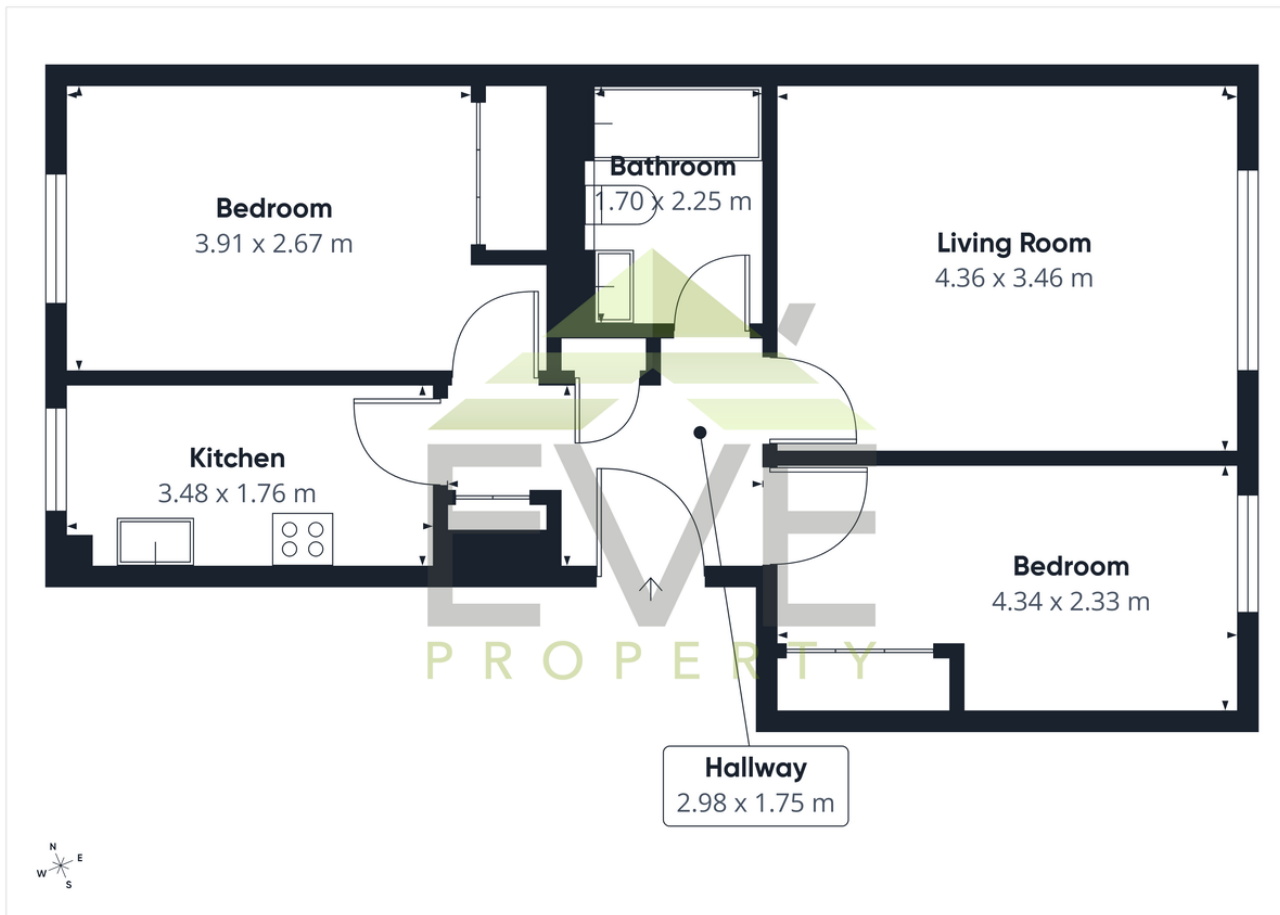 Bedroom
3.91 x 2.67 m
Bathroom
1.70 x 2.25 m
Living Room
4.36 x 3.46 m
Kitchen
3.48 x 1.76 m
EVÉ
PROPERTY
Bedroom
4.34 x 2.33 m
Hallway
2.98 x 1.75 m
N
E
W
S